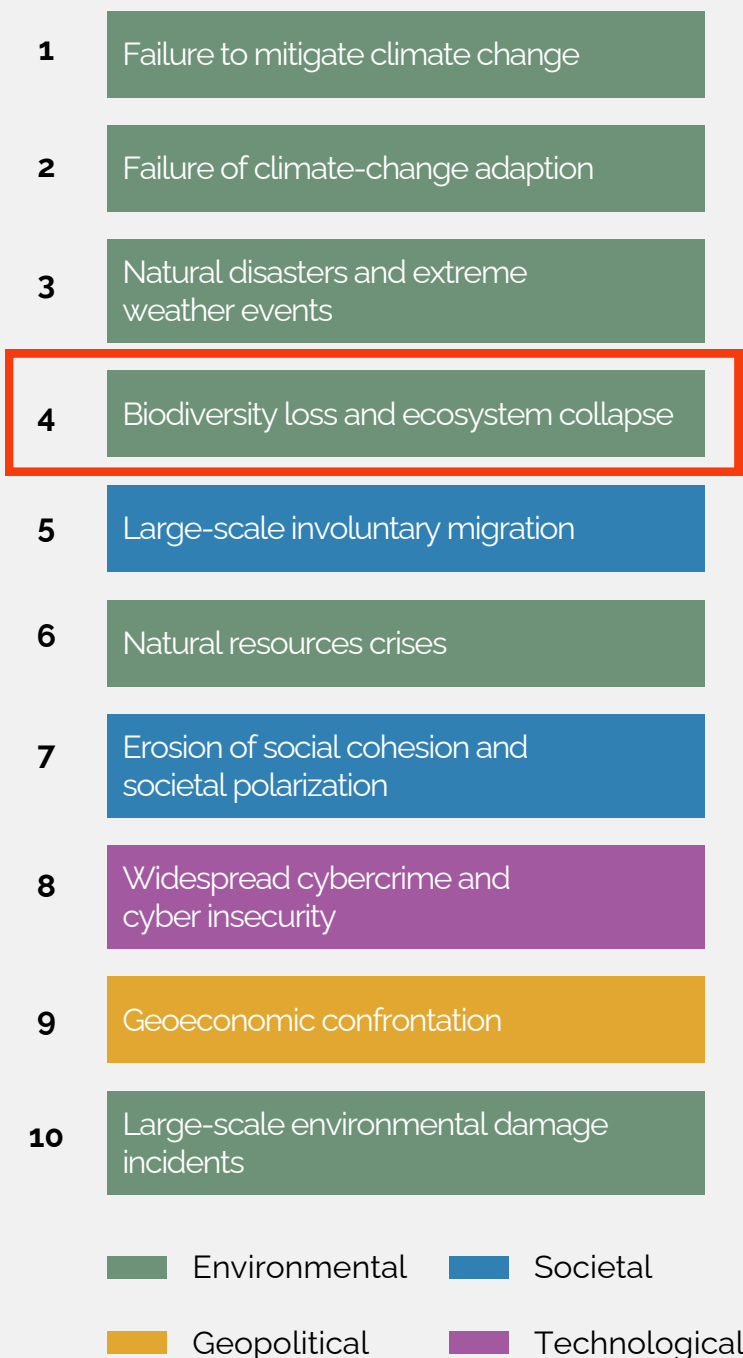 1 Failure to mitigate climate change
2 Failure of climate-change adaption
3 Natural disasters and extreme
weather events
4 Biodiversity loss and ecosystem collapse
5 Large-scale involuntary migration
6 Natural resources crises
7 Erosion of social cohesion and
societal polarization
8 Widespread cybercrime and
cyber insecurity
9 Geoeconomic confrontation
10 Large-scale environmental damage
incidents
Environmental Societal
Geopolitical Technological